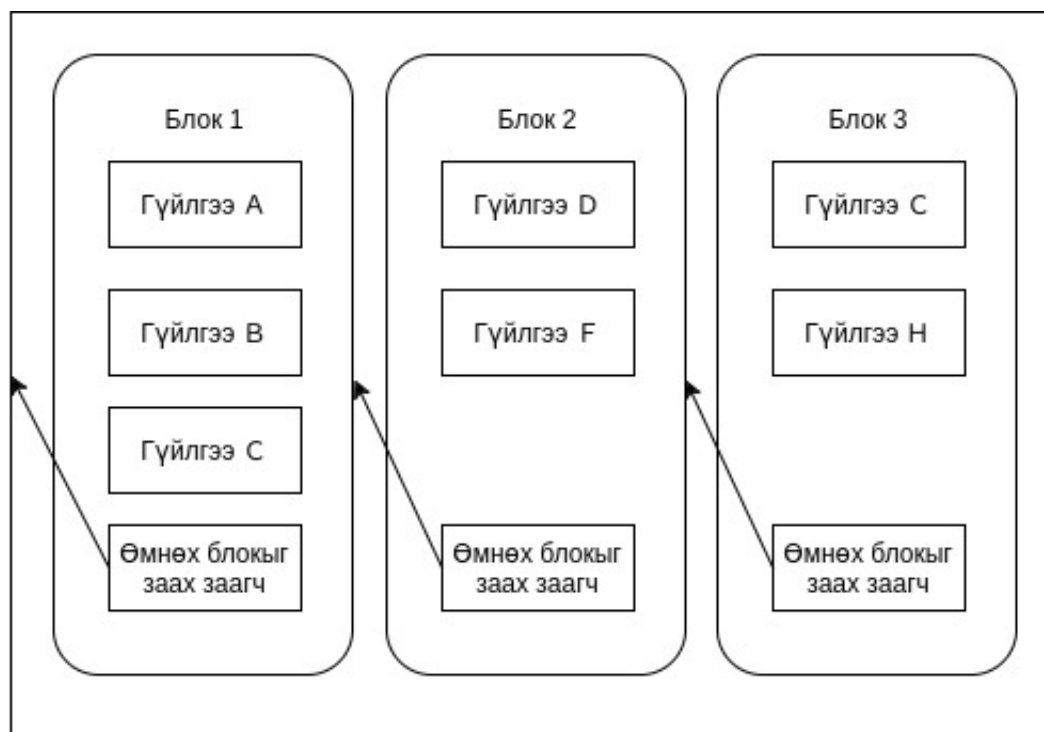 Блок 1
Гүйлгээ A
Гүйлгээ B
Гүйлгээ C
Өмнөх блокыг
заах заагч
Блок 2
Гүйлгээ D
Гүйлгээ F
Өмнөх блокыг
заах заагч
Блок 3
Гүйлгээ C
Гүйлгээ H
Өмнөх блокыг
заах заагч